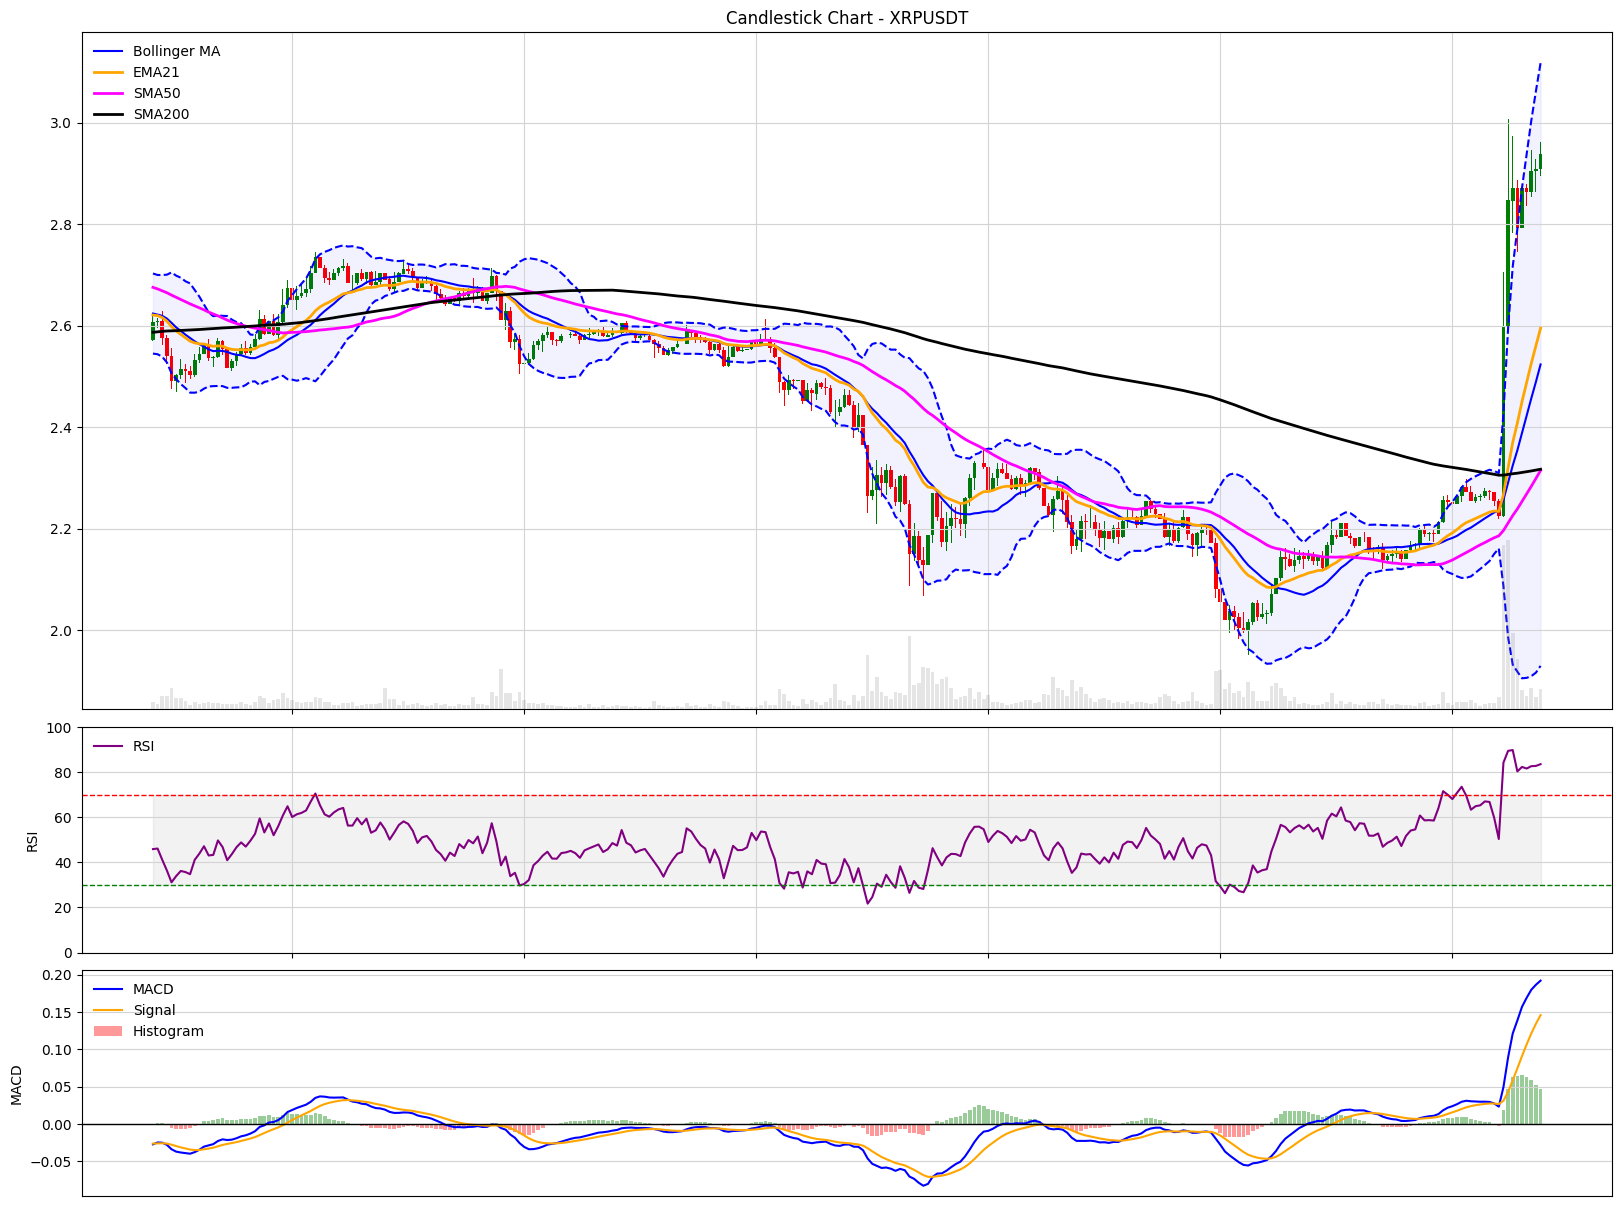 Candlestick Chart - XRPUSDT
Bollinger MA
EMA21
SMA50
SMA200
3.0
2.8
2.6
2.4
2.2
2.0
RSI
100
80
60
40
20
0
RSI
MACD
Signal
Histogram
0.20
0.15
0.10
0.05
0.00
−0.05
MACD